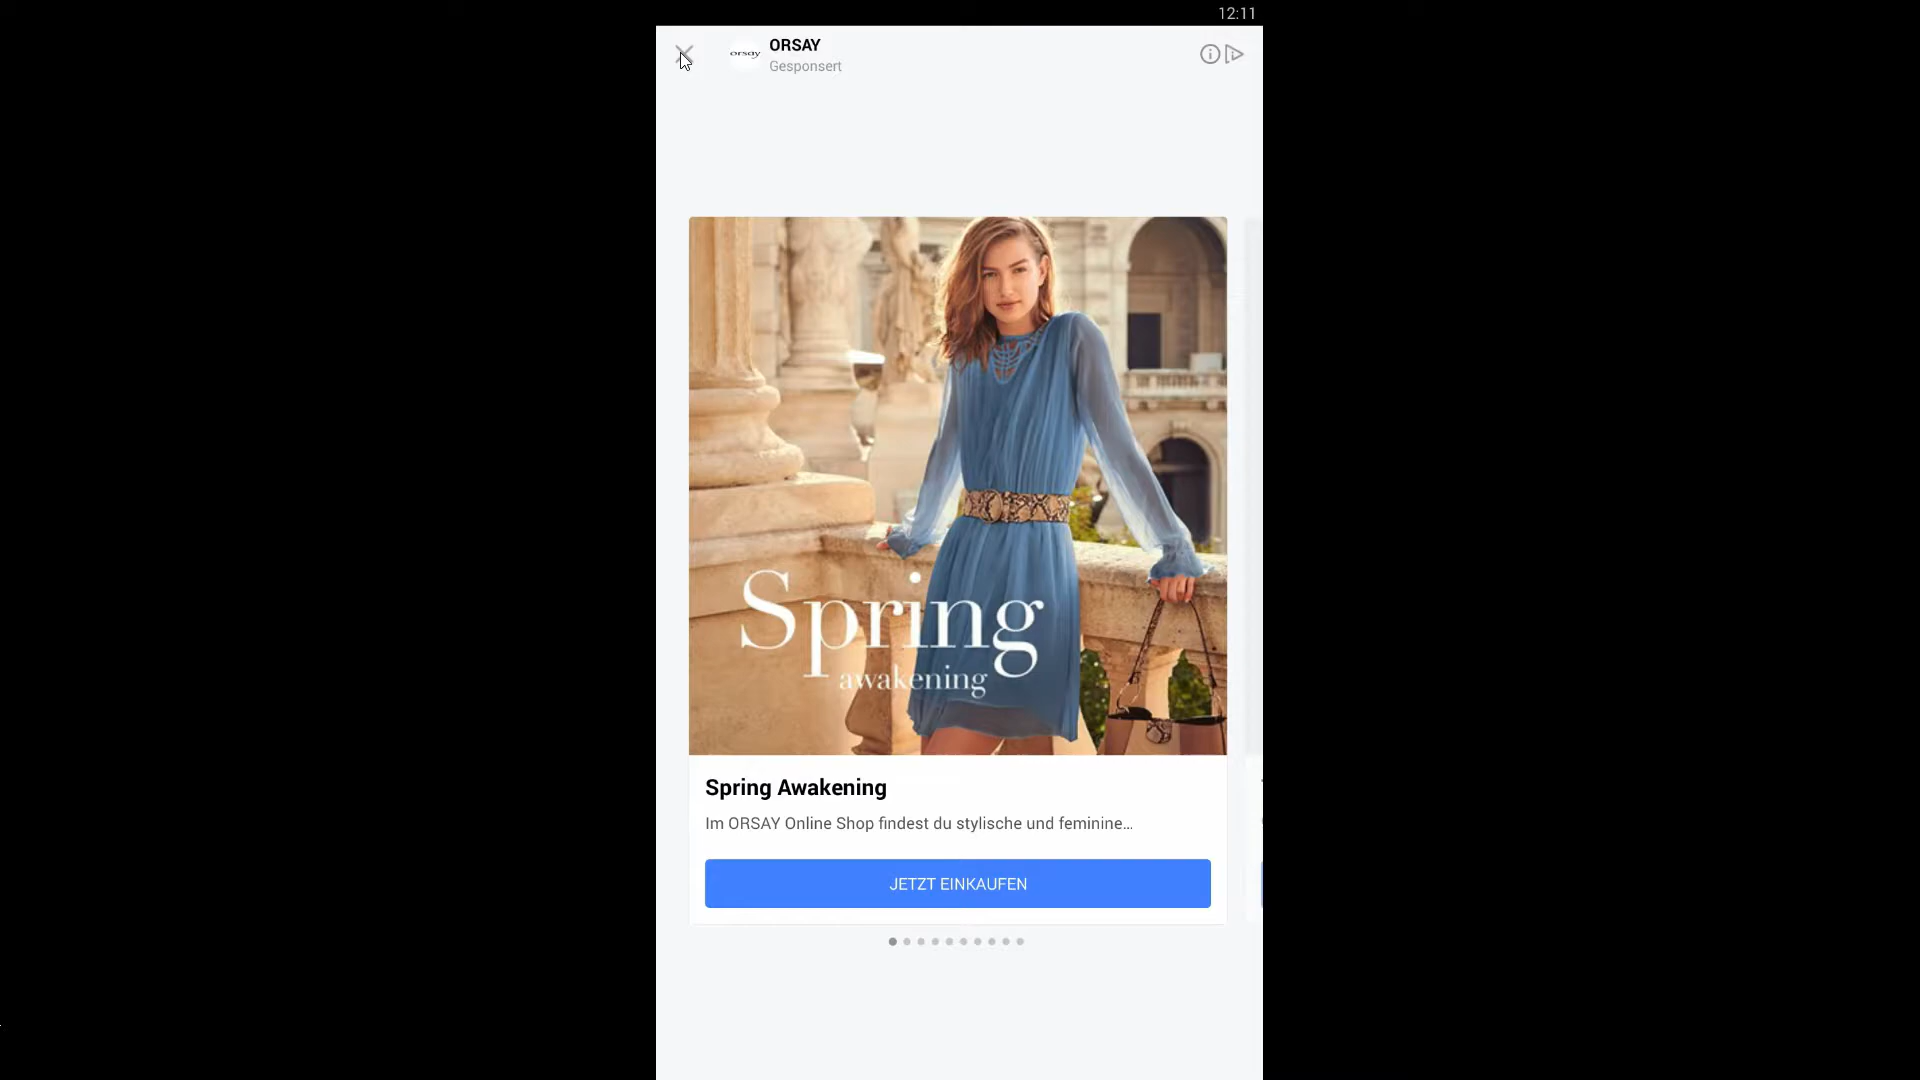 12:11
orsay
ORSAY
Gesponsert
Spring
awakening
Spring Awakening
Im ORSAY Online Shop findest du stylische und feminine...
JETZT EINKAUFEN